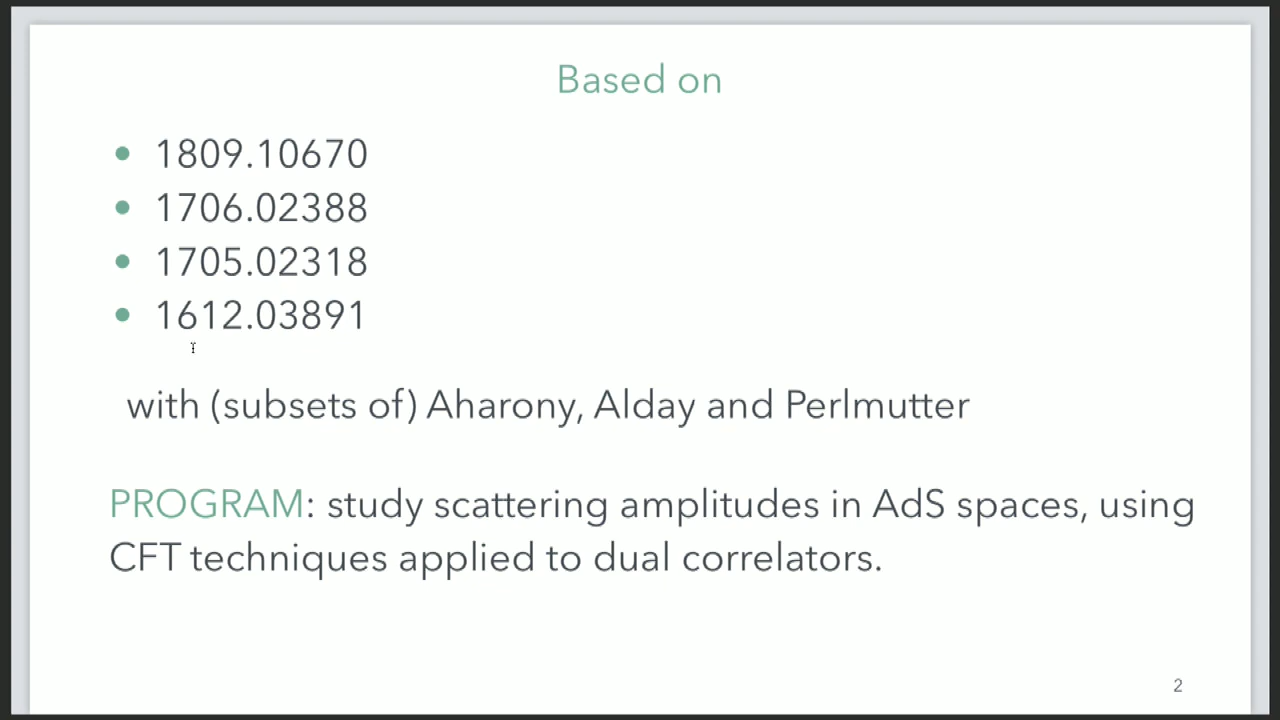 Based on
• 1809.10670
• 1706.02388
• 1705.02318
• 1612.03891
with (subsets of) Aharony, Alday and Perlmutter
PROGRAM: study scattering amplitudes in AdS spaces, using
CFT techniques applied to dual correlators.
2